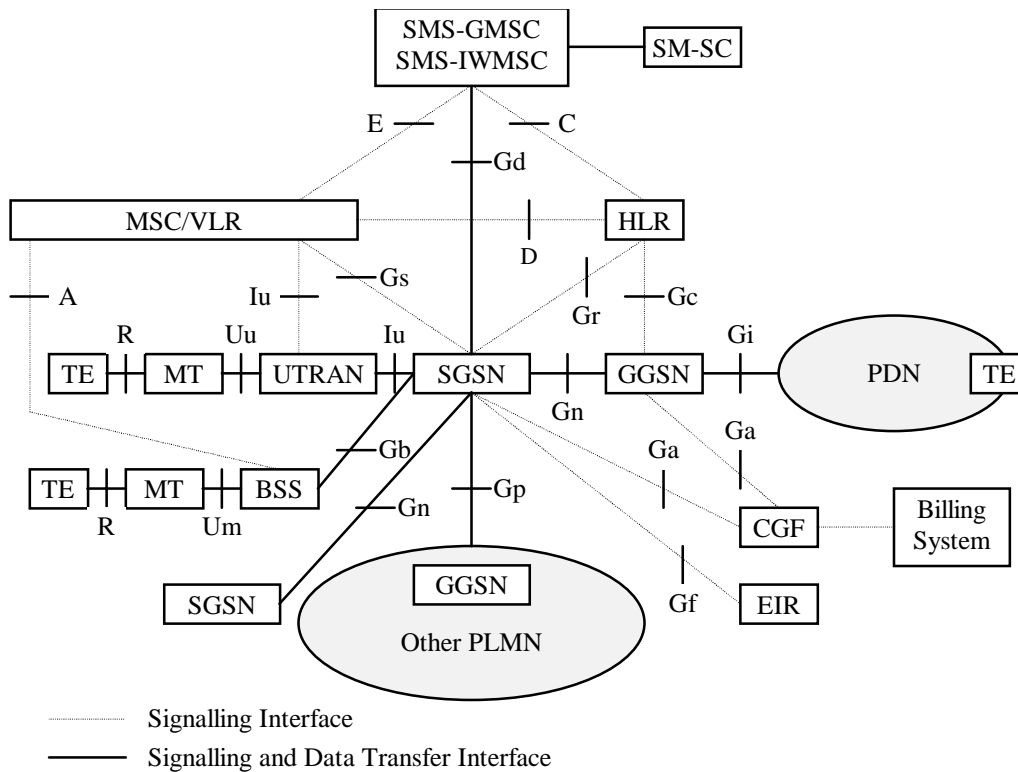 SMS-GMSC
SMS-IWMSC
SM-SC
E
C
Gd
MSC/VLR
HLR
D
A
Iu
Gs
Gr
Gc
R
Uu
Iu
Gi
TE
MT
UTRAN
SGSN
GGSN
PDN
TE
Gn
Gb
Ga
Ga
TE
MT
BSS
Gp
R
Um
Gn
CGF
Billing
System
SGSN
GGSN
Gf
EIR
Other PLMN
Signalling Interface
Signalling and Data Transfer Interface